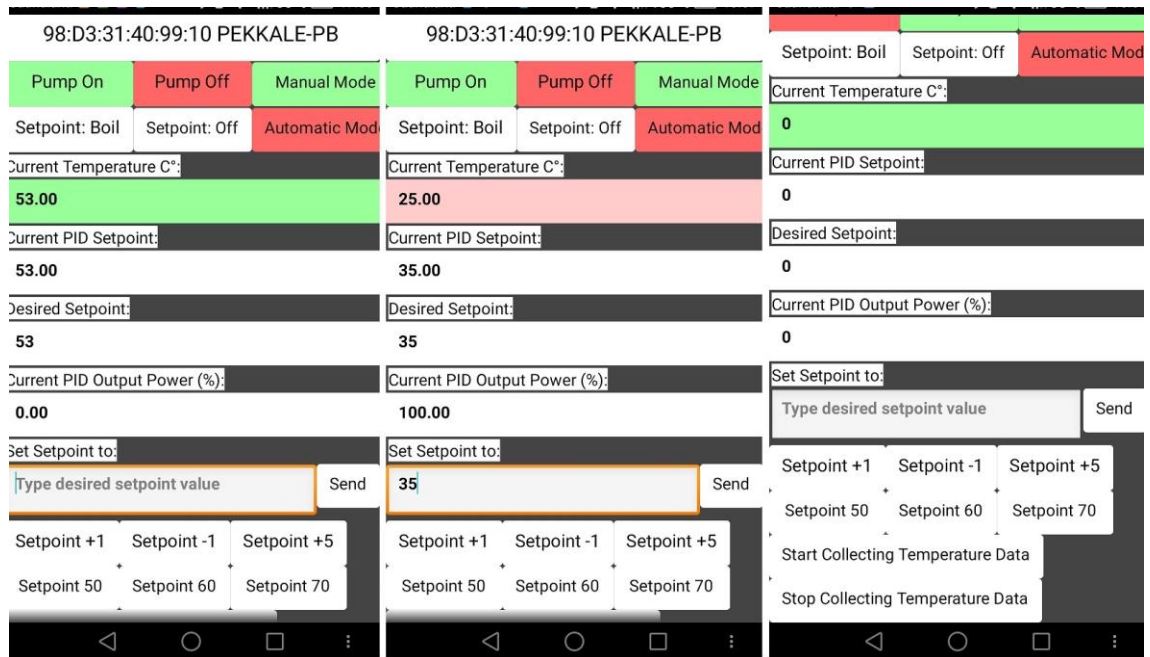 98:D3:31:40:99:10 PEKKALE-PB
Pump On Pump Off Manual Mode
Setpoint: Boil Setpoint: Off Automatic Mod
Current Temperature C°:
53.00
Current PID Setpoint:
53.00
Desired Setpoint:
53
Current PID Output Power (%):
0.00
Set Setpoint to:
Type desired setpoint value Send
Setpoint +1 Setpoint -1 Setpoint +5
Setpoint 50 Setpoint 60 Setpoint 70
98:D3:31:40:99:10 PEKKALE-PB
Pump On Pump Off Manual Mode
Setpoint: Boil Setpoint: Off Automatic Mod
Current Temperature C°:
25.00
Current PID Setpoint:
35.00
Desired Setpoint:
35
Current PID Output Power (%):
100.00
Set Setpoint to:
35 Send
Setpoint +1 Setpoint -1 Setpoint +5
Setpoint 50 Setpoint 60 Setpoint 70
Setpoint: Boil Setpoint: Off Automatic Mod
Current Temperature C°:
0
Current PID Setpoint:
0
Desired Setpoint:
0
Current PID Output Power (%):
0
Set Setpoint to:
Type desired setpoint value Send
Setpoint +1 Setpoint -1 Setpoint +5
Setpoint 50 Setpoint 60 Setpoint 70
Start Collecting Temperature Data
Stop Collecting Temperature Data